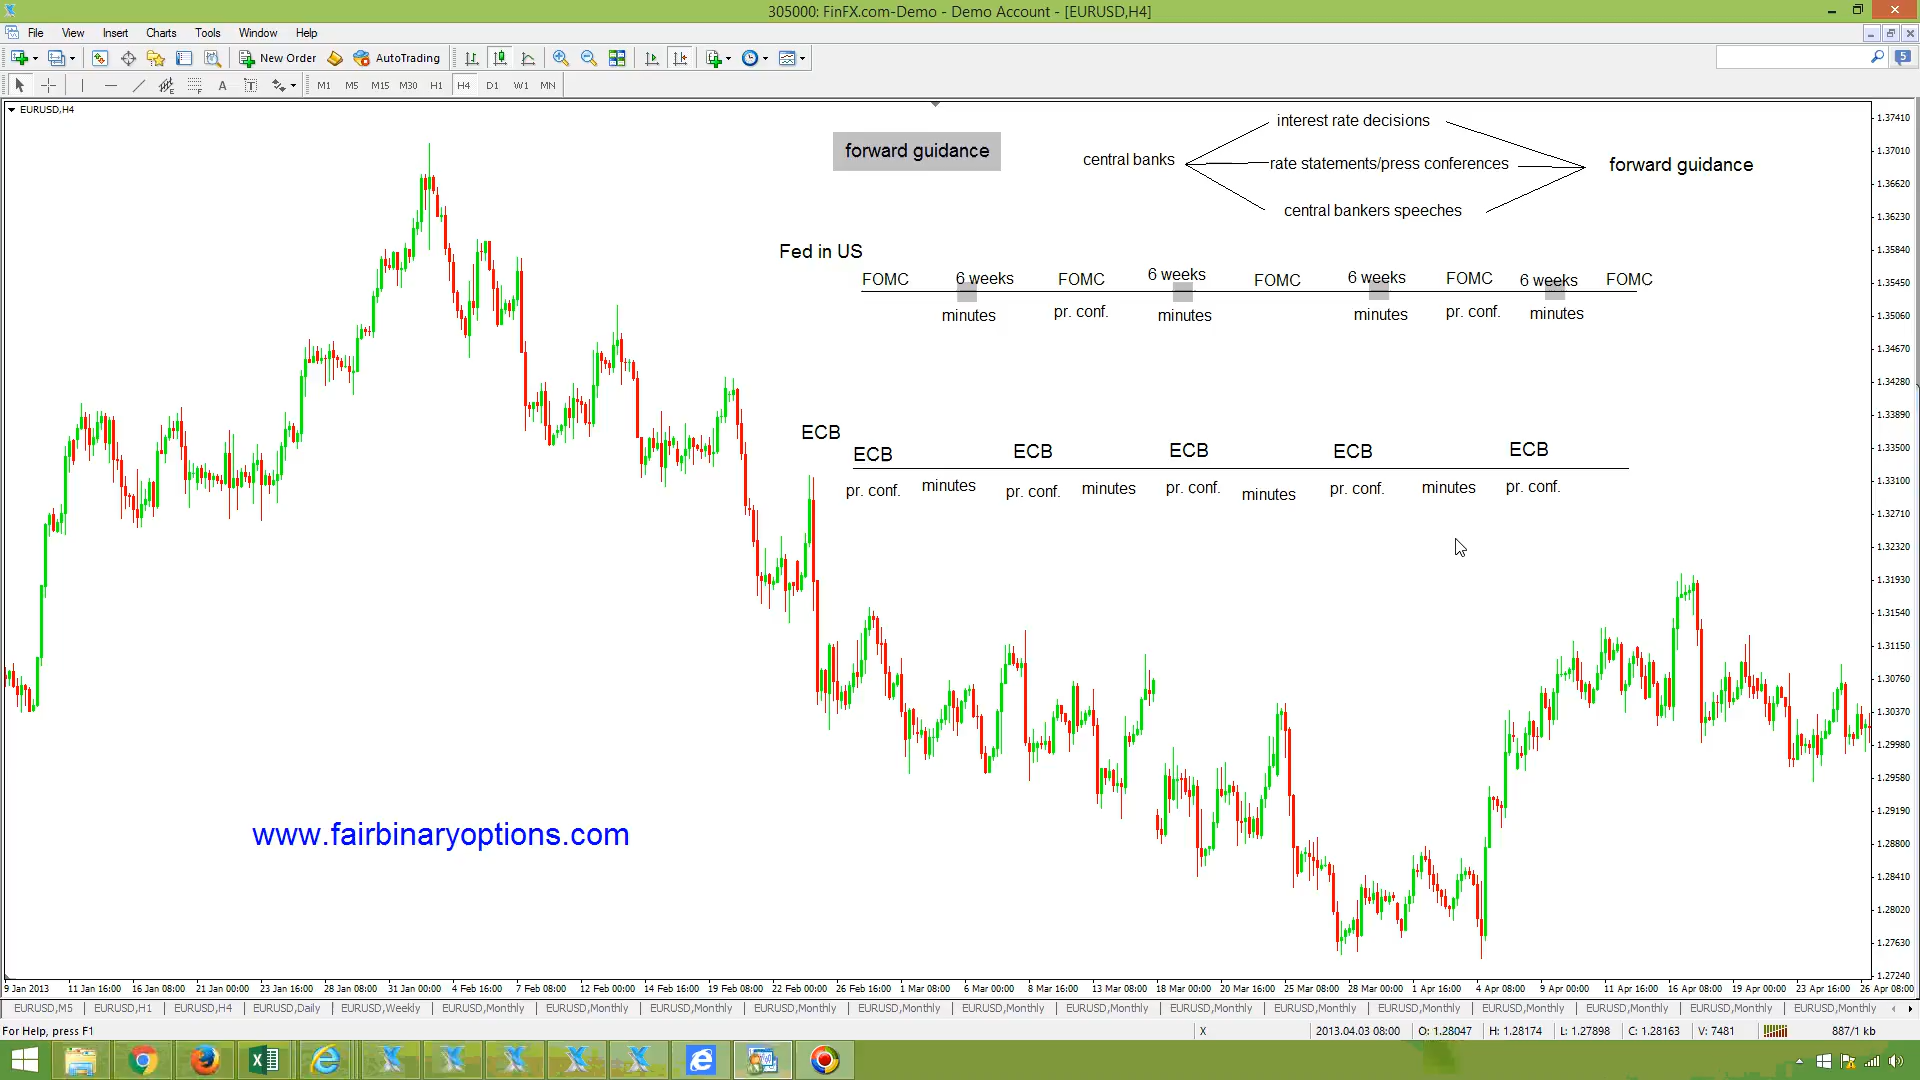 305000: FinFX.com-Demo - Demo Account - [EURUSD,H4]
File View Insert Charts Tools Window Help
New Order AutoTrading
5
A T M1 M5 M15 M30 H1 H4 D1 W1 MN
EURUSD,H4
forward guidance
central banks
interest rate decisions
rate statements/press conferences
central bankers speeches
forward guidance
Fed in US
FOMC 6 weeks FOMC 6 weeks FOMC 6 weeks FOMC 6 weeks FOMC
minutes pr. conf. minutes minutes pr. conf. minutes
ECB
ECB ECB ECB ECB ECB
pr. conf. minutes pr. conf. minutes pr. conf. minutes pr. conf. minutes pr. conf.
www.fairbinaryoptions.com
1.37410
1.37010
1.36620
1.36230
1.35840
1.35450
1.35060
1.34670
1.34280
1.33890
1.33500
1.33100
1.32710
1.32320
1.31930
1.31540
1.31150
1.30760
1.30370
1.29980
1.29580
1.29190
1.28800
1.28410
1.28020
1.27630
1.27240
9 Jan 2013 11 Jan 16:00 16 Jan 08:00 21 Jan 00:00 23 Jan 16:00 28 Jan 08:00 31 Jan 00:00 4 Feb 16:00 7 Feb 08:00 12 Feb 00:00 14 Feb 16:00 19 Feb 08:00 22 Feb 00:00 26 Feb 16:00 1 Mar 08:00 6 Mar 00:00 8 Mar 16:00 13 Mar 08:00 18 Mar 00:00 20 Mar 16:00 25 Mar 08:00 28 Mar 00:00 1 Apr 16:00 4 Apr 08:00 9 Apr 00:00 11 Apr 16:00 16 Apr 08:00 19 Apr 00:00 23 Apr 16:00 26 Apr 08:00
EURUSD,M5 EURUSD,H1 EURUSD,H4 EURUSD,Daily EURUSD,Weekly EURUSD,Monthly EURUSD,Monthly EURUSD,Monthly EURUSD,Monthly EURUSD,Monthly EURUSD,Monthly EURUSD,Monthly EURUSD,Monthly EURUSD,Monthly EURUSD,Monthly EURUSD,Monthly EURUSD,Monthly EURUSD,Monthly EURUSD,Monthly
For Help, press F1 X 2013.04.03 08:00 O: 1.28047 H: 1.28174 L: 1.27898 C: 1.28163 V: 7481 887/1 kb